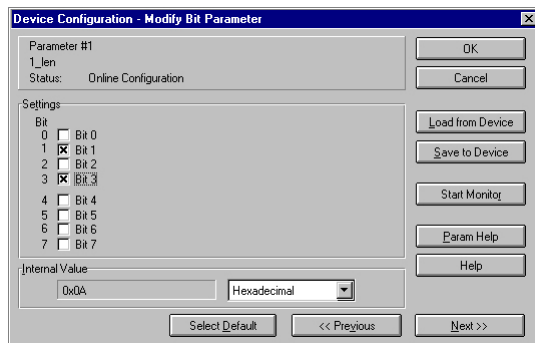 Device Configuration - Modify Bit Parameter
Parameter #1
1_len
Status: Online Configuration
OK
Cancel
Settings
Bit
0 Bit 0
1 Bit 1
2 Bit 2
3 Bit 3
4 Bit 4
5 Bit 5
6 Bit 6
7 Bit 7
Load from Device
Save to Device
Start Monitor
Param Help
Help
Internal Value
0x0A
Hexadecimal
Select Default
<< Previous
Next >>